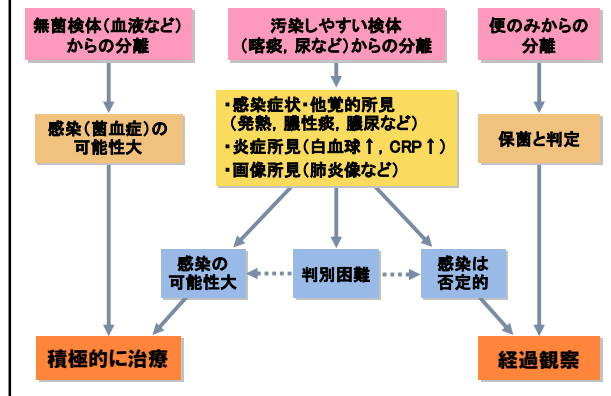 無菌検体(血液など)
からの分離
汚染しやすい検体
(喀痰, 尿など)からの分離
便のみからの
分離
感染(菌血症)の
可能性大
・感染症状・他覚的所見
(発熱, 膿性痰, 膿尿など)
・炎症所見(白血球↑, CRP↑)
・画像所見(肺炎像など)
保菌と判定
感染の
可能性大
判別困難
感染は
否定的
積極的に治療
経過観察